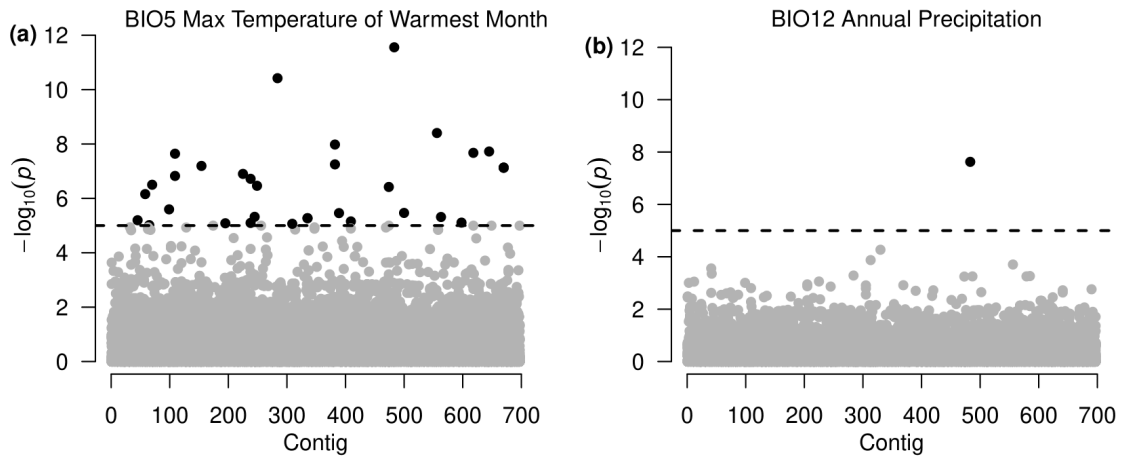 BIO5 Max Temperature of Warmest Month
(a)
12
10
8
6
4
2
0
−log10(p)
0 100 200 300 400 500 600 700
Contig
BIO12 Annual Precipitation
(b)
12
10
8
6
4
2
0
−log10(p)
0 100 200 300 400 500 600 700
Contig